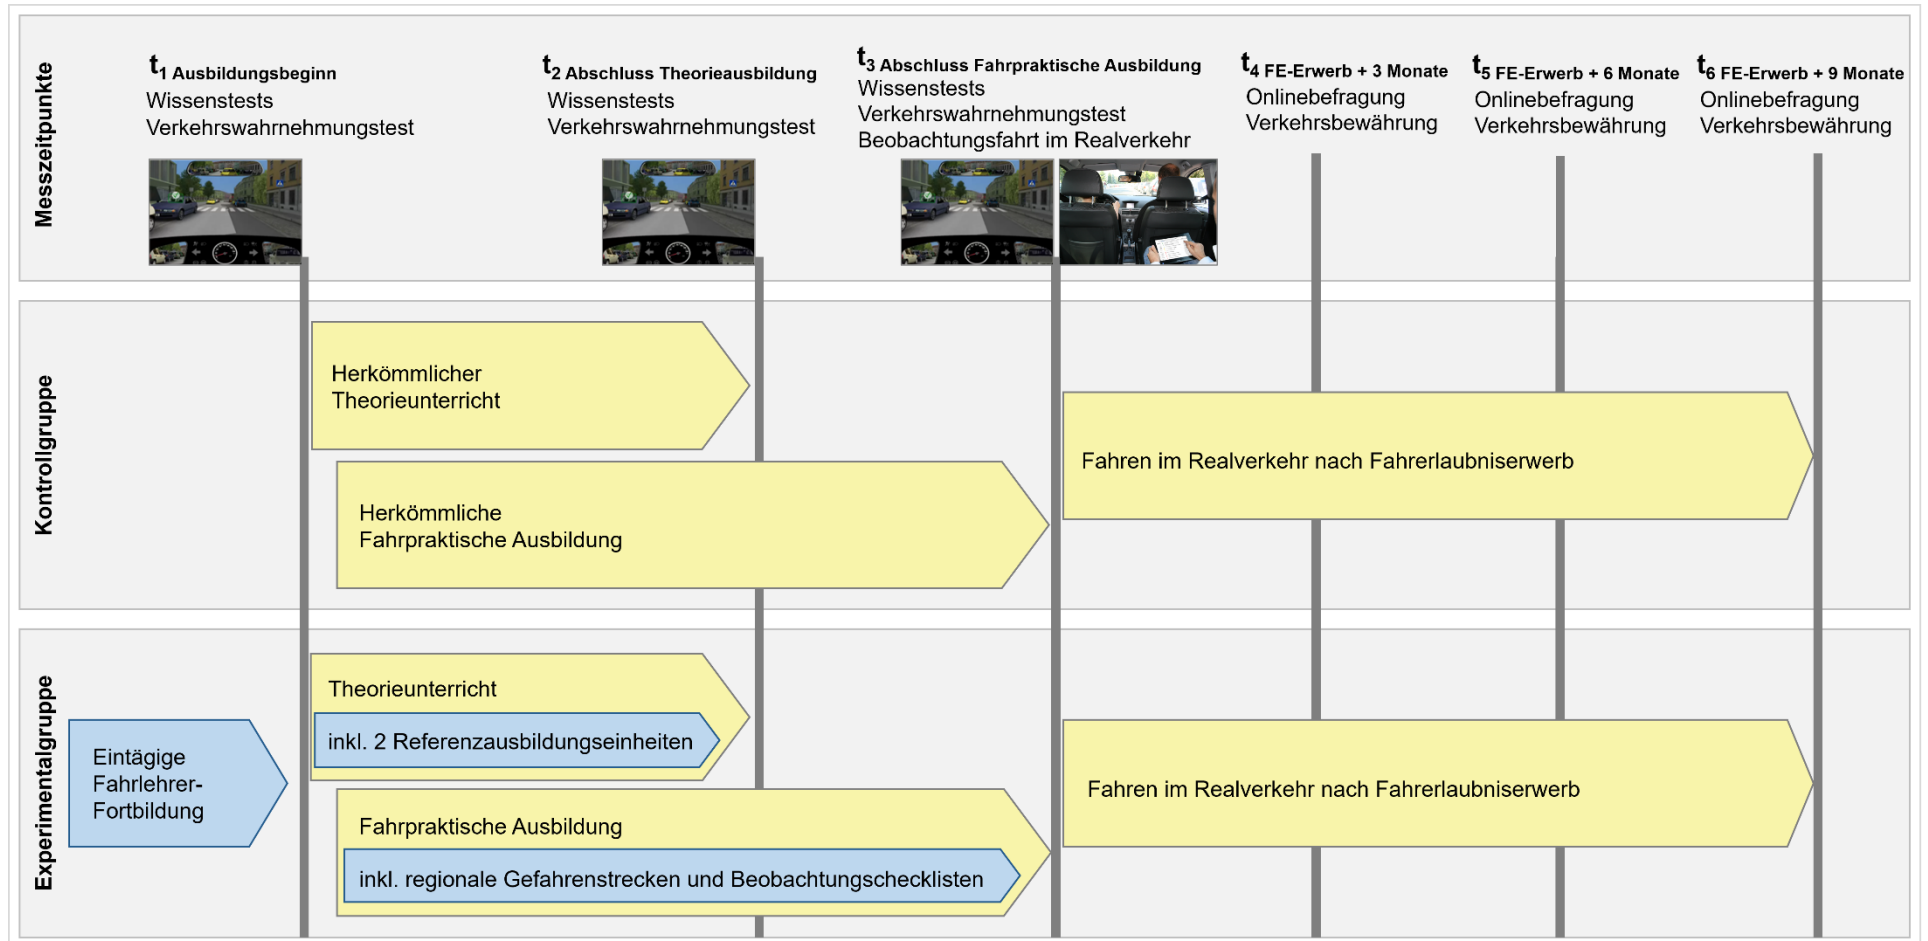 Messzeitpunkte
t1 Ausbildungsbeginn
Wissenstests
Verkehrswahrnehmungstest
t2 Abschluss Theorieausbildung
Wissenstests
Verkehrswahrnehmungstest
t3 Abschluss Fahrpraktische Ausbildung
Wissenstests
Verkehrswahrnehmungstest
Beobachtungsfahrt im Realverkehr
t4 FE-Erwerb + 3 Monate
Onlinebefragung
Verkehrsbewährung
t5 FE-Erwerb + 6 Monate
Onlinebefragung
Verkehrsbewährung
t6 FE-Erwerb + 9 Monate
Onlinebefragung
Verkehrsbewährung
Kontrollgruppe
Herkömmlicher
Theorieunterricht
Herkömmliche
Fahrpraktische Ausbildung
Fahren im Realverkehr nach Fahrerlaubniserwerb
Experimentalgruppe
Eintägige
Fahrlehrer-
Fortbildung
Theorieunterricht
inkl. 2 Referenzausbildungseinheiten
Fahrpraktische Ausbildung
inkl. regionale Gefahrenstrecken und Beobachtungschecklisten
Fahren im Realverkehr nach Fahrerlaubniserwerb